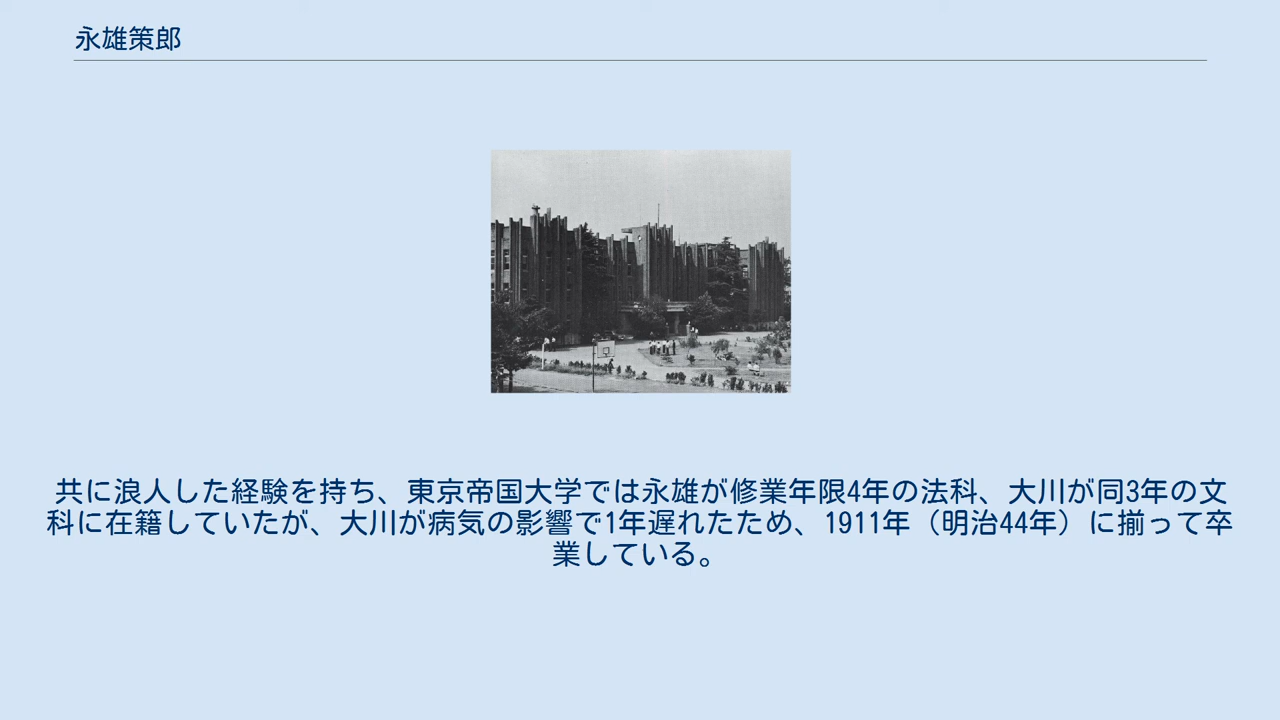 永雄策郎
共に浪人した経験を持ち、東京帝国大学では永雄が修業年限4年の法科、大川が同3年の文
科に在籍していたが、大川が病気の影響で1年遅れたため、1911年（明治44年）に揃って卒
業している。